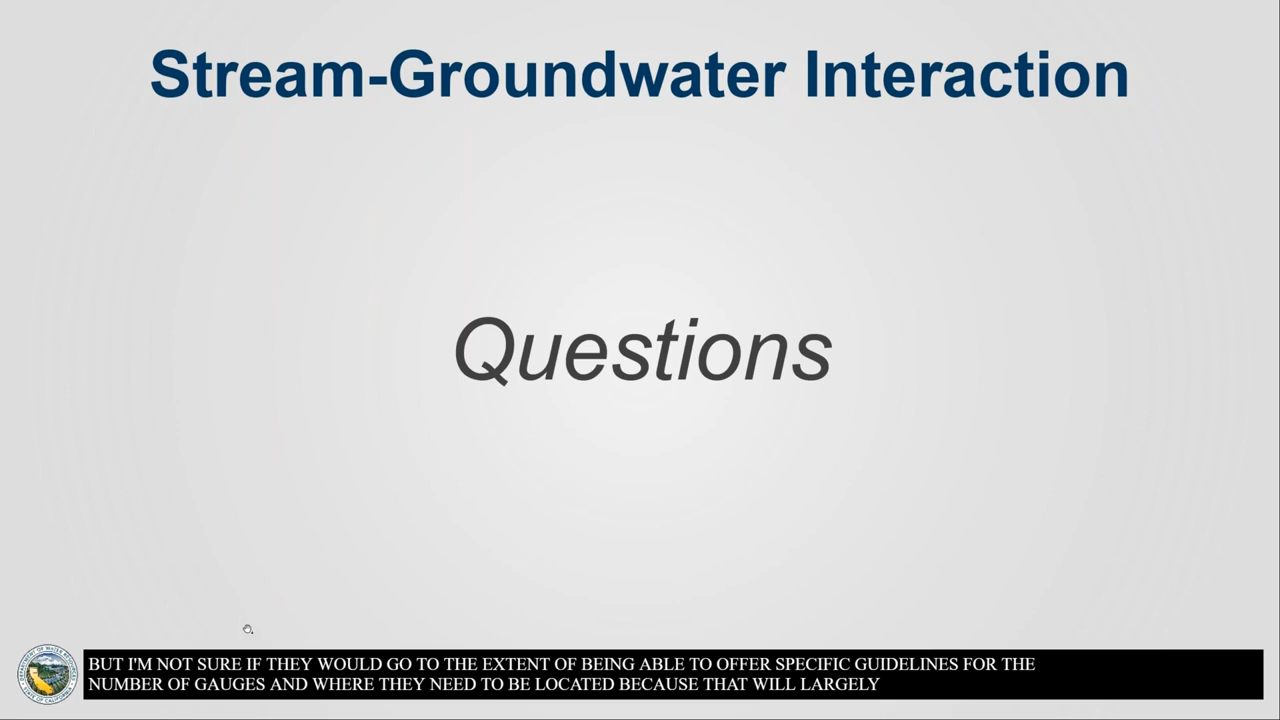 Stream-Groundwater Interaction
Questions
BUT I'M NOT SURE IF THEY WOULD GO TO THE EXTENT OF BEING ABLE TO OFFER SPECIFIC GUIDELINES FOR THE
NUMBER OF GAUGES AND WHERE THEY NEED TO BE LOCATED BECAUSE THAT WILL LARGELY